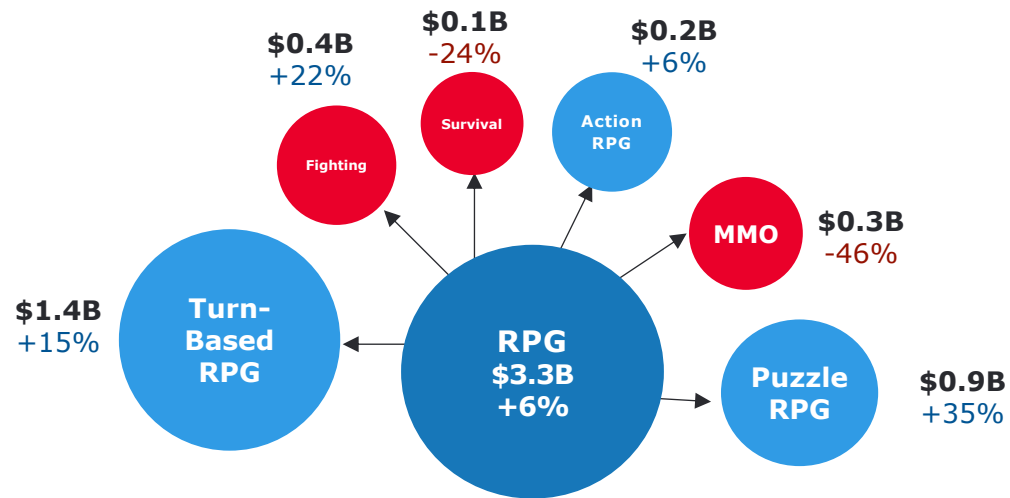 $0.4B
+22%
Fighting
$0.1B
-24%
Survival
$0.2B
+6%
Action
RPG
MMO
$0.3B
-46%
$1.4B
+15%
Turn-
Based
RPG
RPG
$3.3B
+6%
Puzzle
RPG
$0.9B
+35%